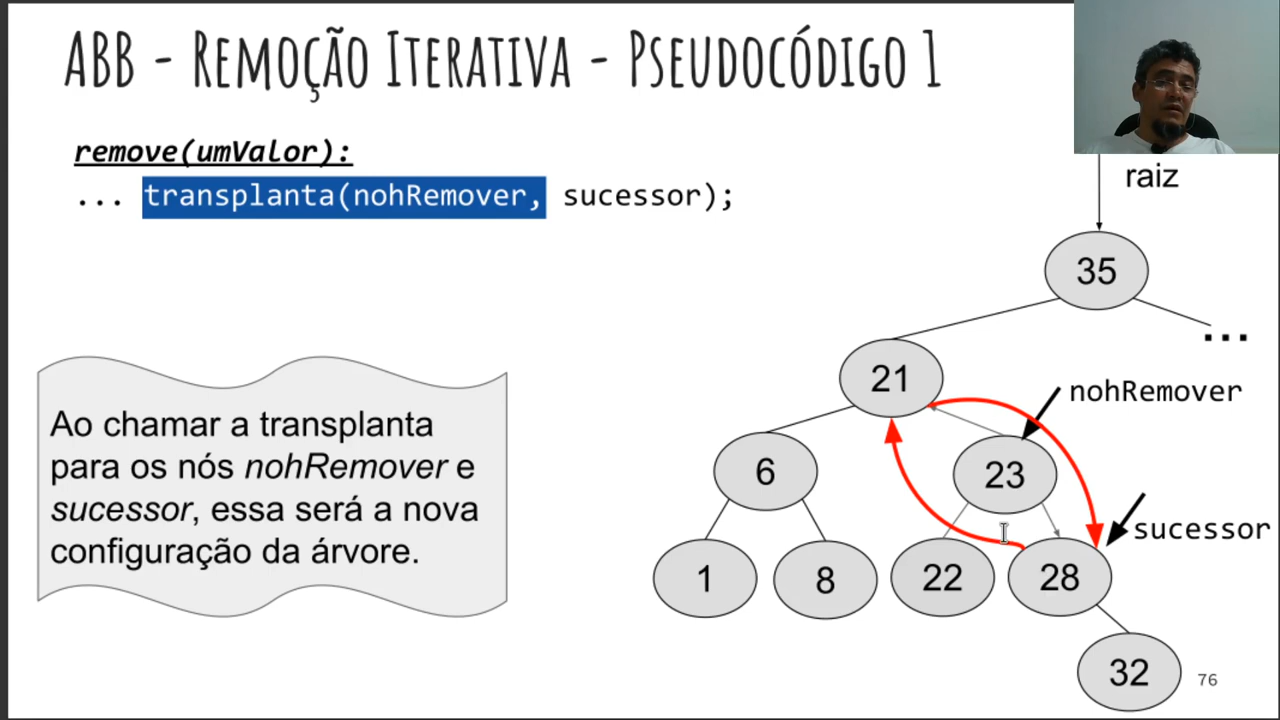 ABB - Remoção Iterativa - Pseudocódigo 1
remove(umValor):
... transplanta(nohRemover, sucessor);
raiz
35
...
21
nohRemover
6
23
sucessor
1
8
22
28
32
Ao chamar a transplanta
para os nós nohRemover e
sucessor, essa será a nova
configuração da árvore.
76